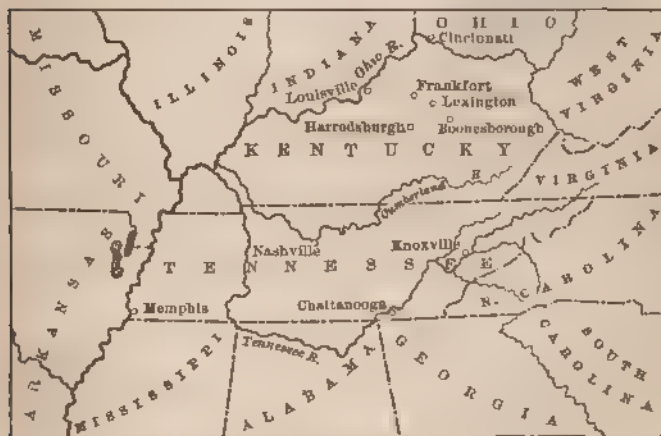 OHIO
Cincinnati
MISSOURI
ILLINOIS
INDIANA
Ohio R.
WEST VIRGINIA
Louisville
Frankfort
Lexington
Harrodsburgh
Boonesborough
KENTUCKY
VIRGINIA
Cumberland R
ARKANSAS
Nashville
Knoxville
TENNESSEE
N. CAROLINA
Memphis
Chattanooga
Tennessee R.
MISSISSIPPI
ALABAMA
GEORGIA
SOUTH CAROLINA